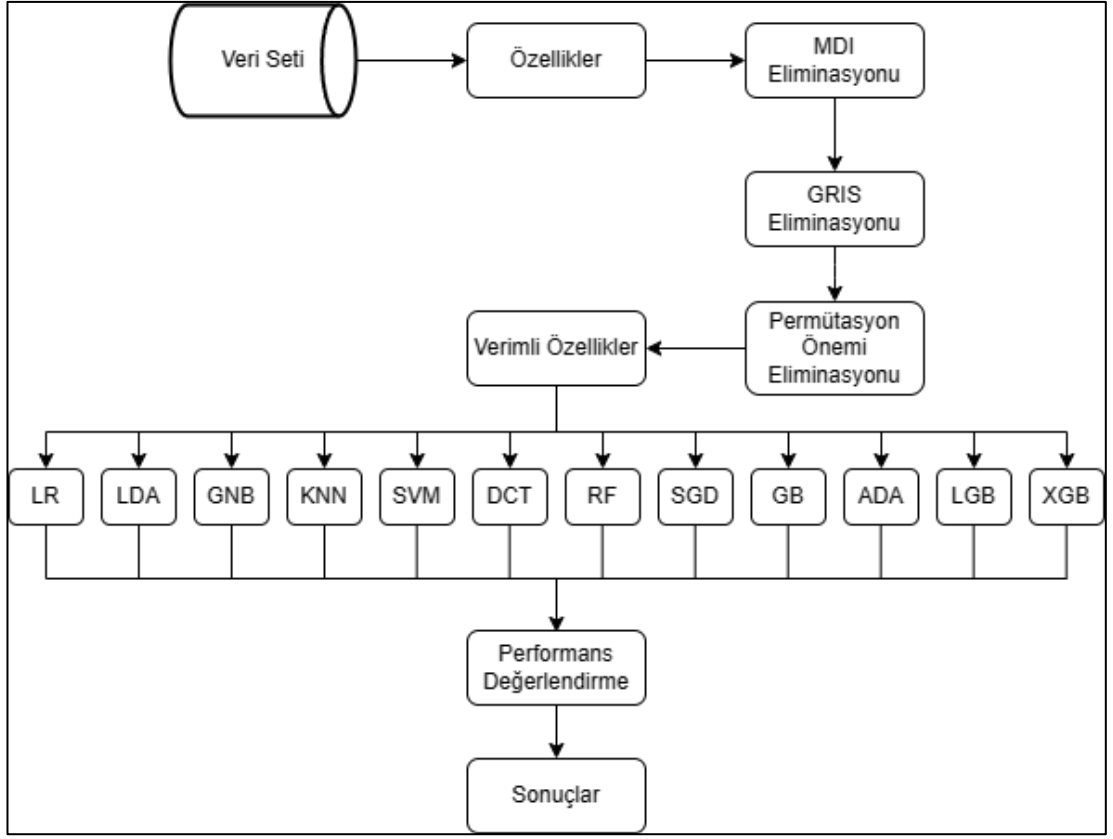 Veri Seti
Özellikler
MDI
Eliminasyonu
GRIS
Eliminasyonu
Permütasyon
Önemi
Eliminasyonu
Verimli Özellikler
LR
LDA
GNB
KNN
SVM
DCT
RF
SGD
GB
ADA
LGB
XGB
Performans
Değerlendirme
Sonuçlar